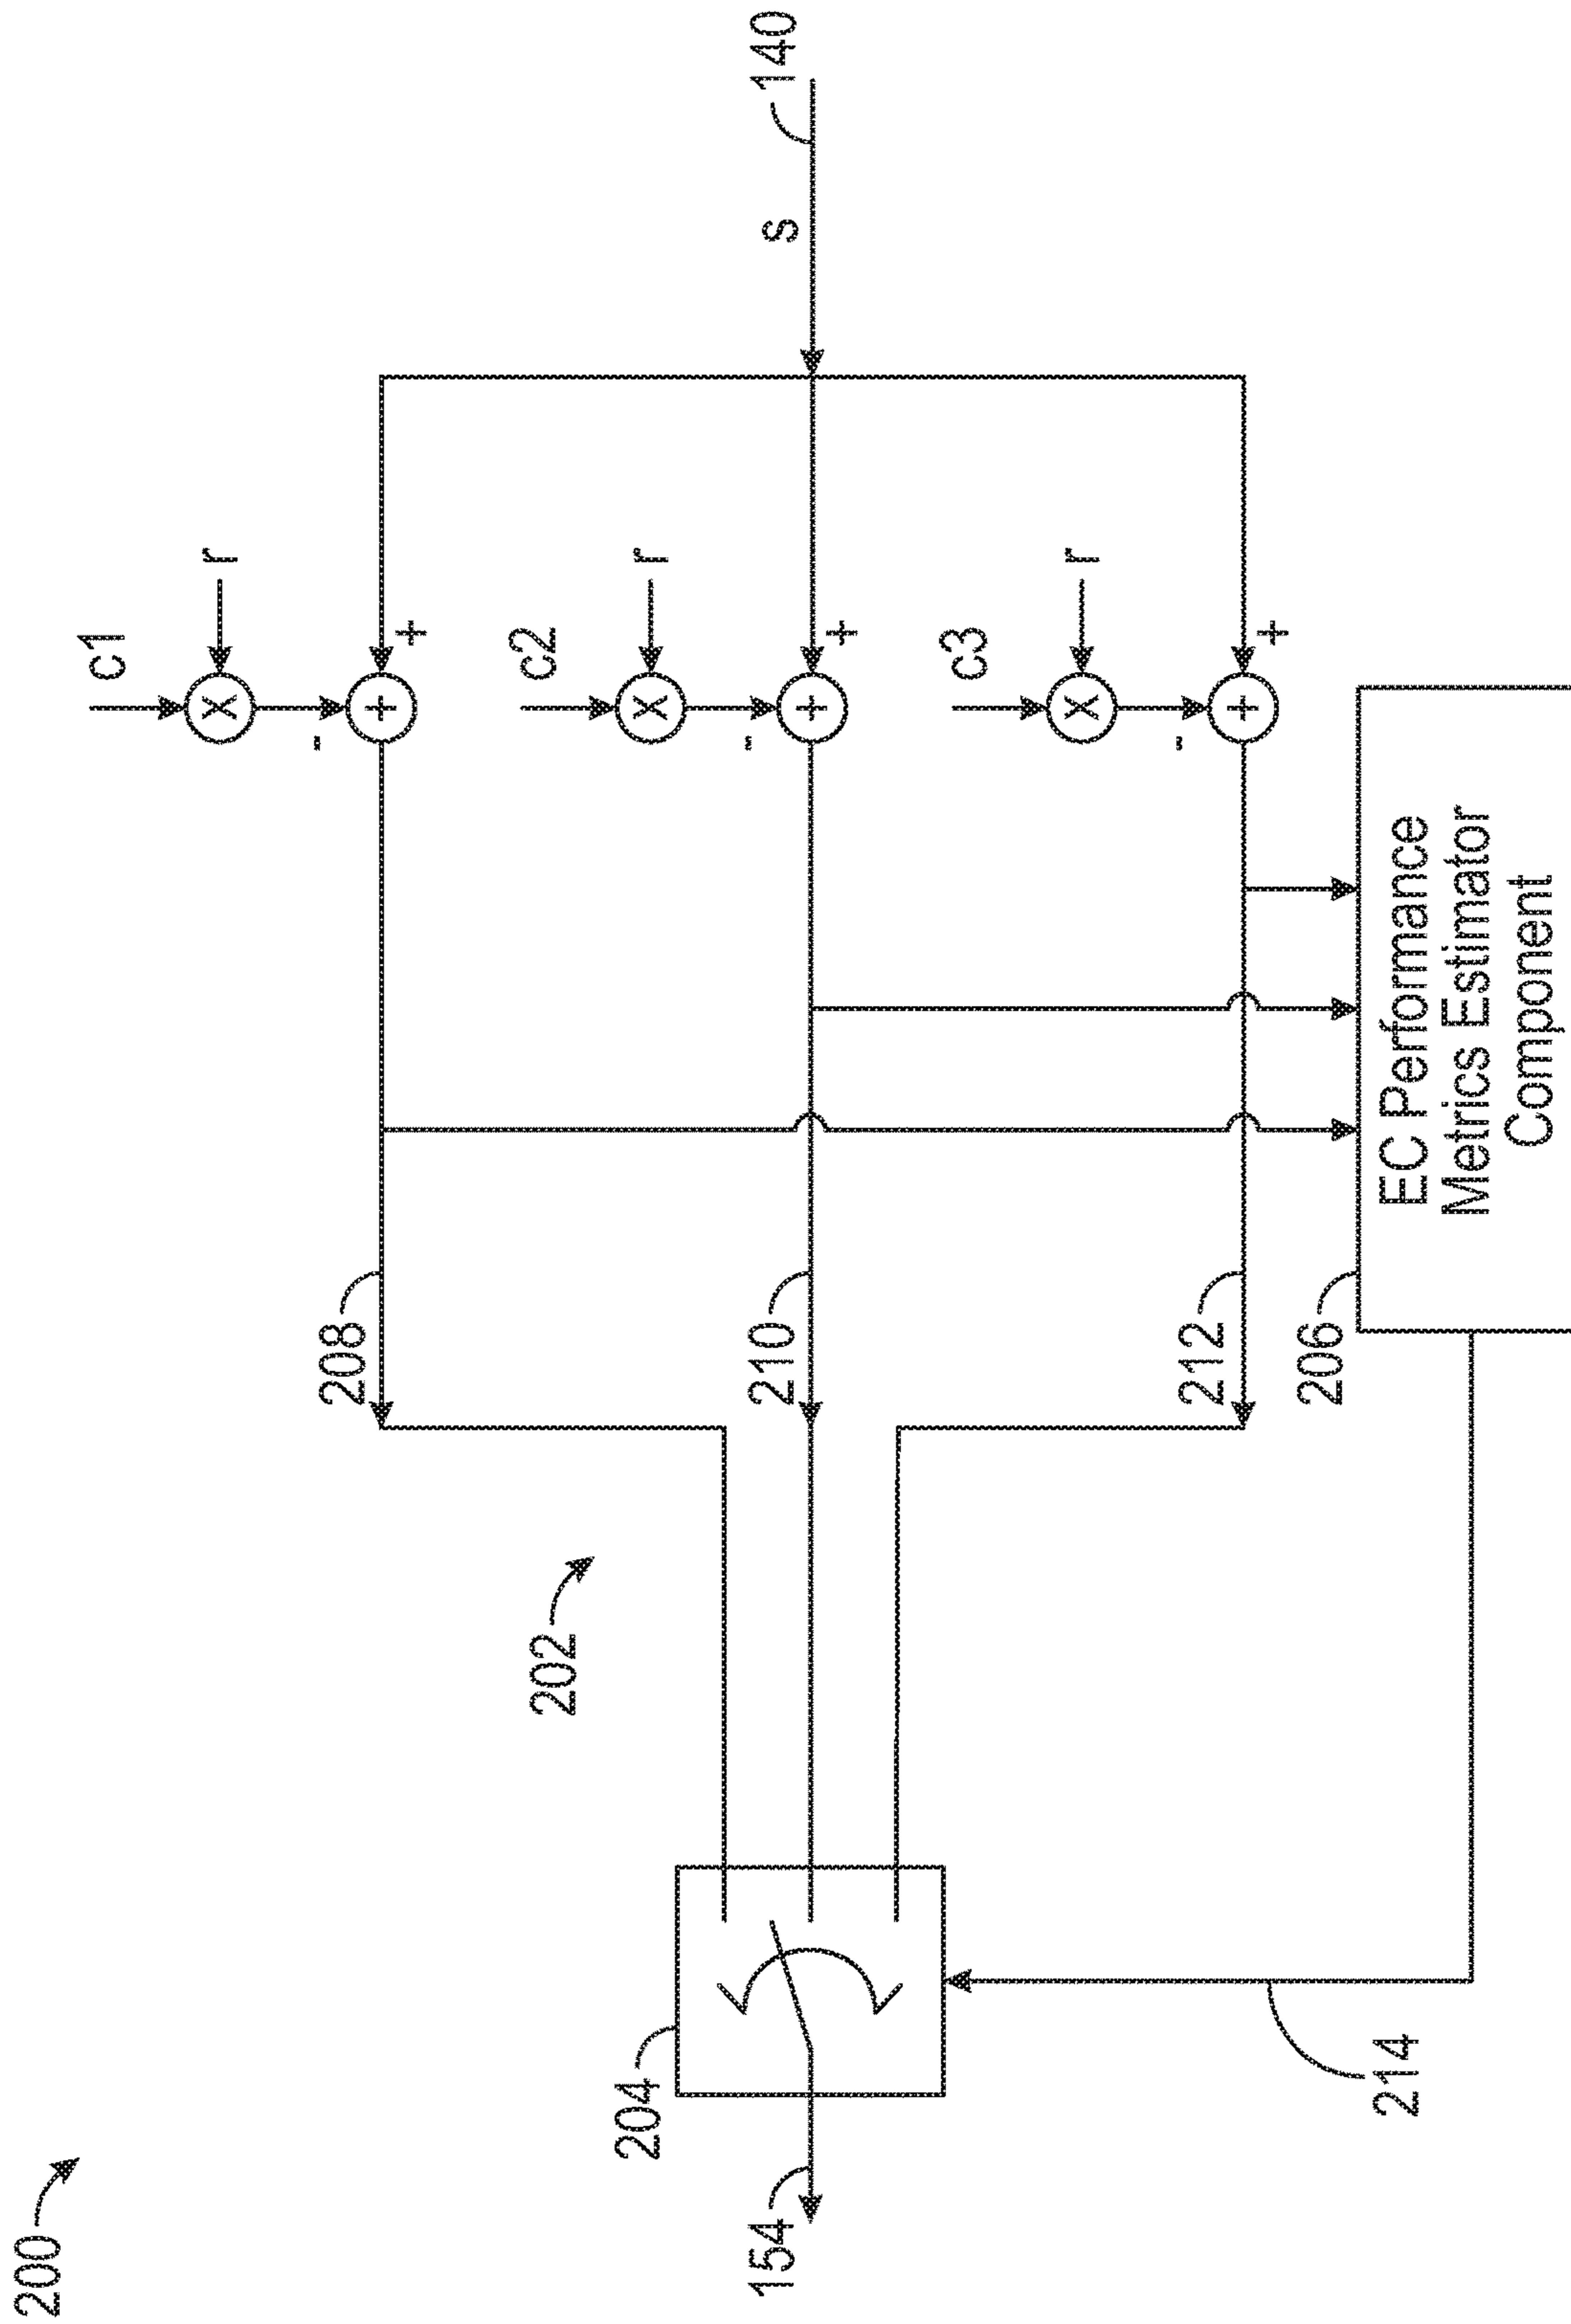 200
202
204
154
208
210
212
206
214
c1
r
X
-
+
+
c2
r
X
-
+
+
c3
r
X
-
+
+
s
140
EC Performance
Metrics Estimator
Component